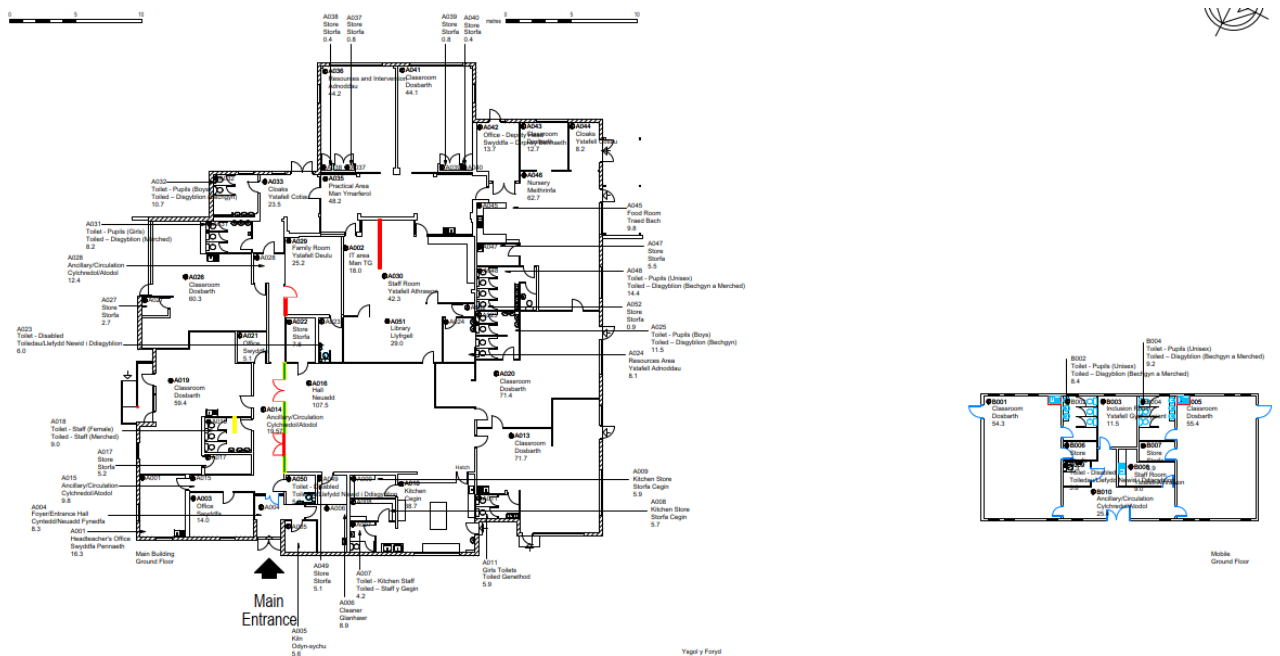 0
10
metres
0
10
A038
Store
Storfa
0.4
A037
Store
Storfa
0.8
A039
Store
Storfa
0.8
A040
Store
Storfa
0.4
A036
Resources and Intervention
Adnoddau
44.2
A041
Classroom
Dosbarth
44.1
A042
Office - Deputy Head
13.7
A043
Classroom
Dosbarth
12.7
A044
Cloaks
8.2
A046
Nursery
Meithrinfa
62.7
A032
Toilet - Pupils (Boys)
Toiled – Disgyblion (Bechgyn)
10.7
A033
Cloaks
Ystafell Cotiau
23.5
A035
Practical Area
Man Ymarferol
48.2
A045
Food Room
Traed Bach
9.8
A031
Toilet - Pupils (Girls)
Toiled – Disgyblion (Merched)
8.2
A029
Family Room
Ystafell Deulu
25.2
A002
IT area
Man TG
18.0
A047
Store
Storfa
5.5
A028
Ancillary/Circulation
Cylchredol/Atodol
12.4
A026
Classroom
Dosbarth
60.3
A030
Staff Room
Ystafell Athrawon
42.3
A048
Toilet - Pupils (Unisex)
Toiled – Disgyblion (Bechgyn a Merched)
14.4
A027
Store
Storfa
2.7
A052
Storfa
0.9
A023
Toilet - Disabled
Toiledau/Llefydd Newid i Ddisgyblion
6.0
A021
Office
5.1
A022
Store
Storfa
A051
Library
Llyfrgell
29.0
A025
Toilet - Pupils (Boys)
Toiled – Disgyblion (Bechgyn)
11.5
A024
Resources Area
Ystafell Adnoddau
8.1
A019
Classroom
Dosbarth
59.4
A016
Hall
Neuadd
107.5
A020
Classroom
Dosbarth
71.4
A018
Toilet - Staff (Female)
Toiled - Staff (Merched)
9.0
A014
Ancillary/Circulation
Cylchredol/Atodol
A013
Classroom
Dosbarth
71.7
A017
Store
Storfa
5.2
A015
Ancillary/Circulation
Cylchredol/Atodol
9.8
Hatch
A009
Kitchen Store
Storfa Cegin
5.9
A004
Foyer/Entrance Hall
Cyntedd/Neuadd Fynedfa
8.3
A003
Office
Swyddfa
14.0
A050
A010
Kitchen
Cegin
A008
Kitchen Store
Storfa Cegin
5.7
A001
Headteacher's Office
Swyddfa Pennaeth
16.3
Main Building
Ground Floor
A049
Store
Storfa
5.1
A007
Toilet - Kitchen Staff
Toiled – Staff y Gegin
4.2
A011
Girls Toilets
Toiled Genethod
5.9
A006
Cleaner
Glanhawr
8.9
Main
Entrance
A005
Kiln
Odyn-sychu
5.6
Ysgol y Foryd
B002
Toilet - Pupils (Unisex)
Toiled – Disgyblion (Bechgyn a Merched)
8.4
B004
Toilet - Pupils (Unisex)
Toiled – Disgyblion (Bechgyn a Merched)
9.2
B001
Classroom
Dosbarth
54.3
B003
11.5
Classroom
Dosbarth
55.4
B006
B007
B008
B010
Ancillary/Circulation
Cylchredol/Atodol
Mobile
Ground Floor